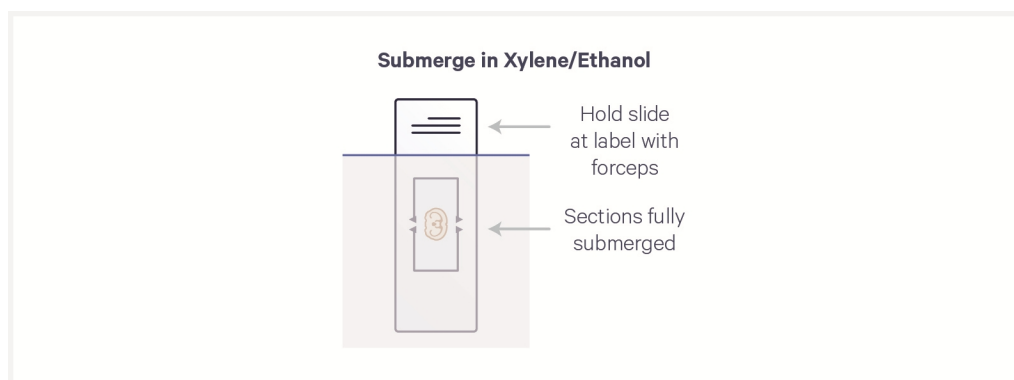 Submerge in Xylene/Ethanol
Hold slide
at label with
forceps
Sections fully
submerged